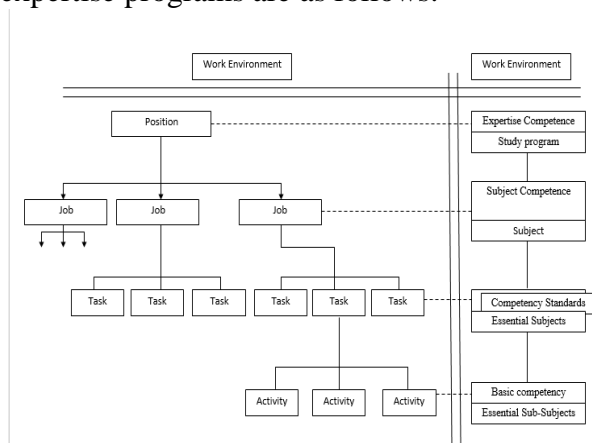 expertise programs are as follows:
Work Environment
Work Environment
Position
Expertise Competence
Study program
Job
Job
Job
Subject Competence
Subject
Task
Task
Task
Task
Task
Task
Competency Standards
Essential Subjects
Activity
Activity
Activity
Basic competency
Essential Sub-Subjects